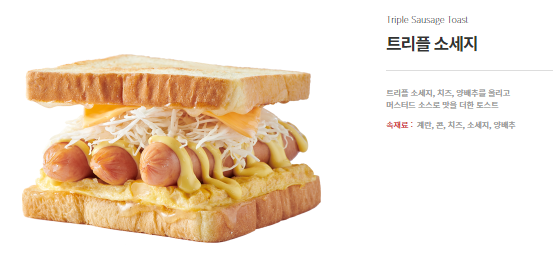 Triple Sausage Toast
트리플 소세지
트리플 소세지, 치즈, 양배추를 올리고
머스터드 소스로 맛을 더한 토스트
속재료 : 계란, 콘, 치즈, 소세지, 양배추